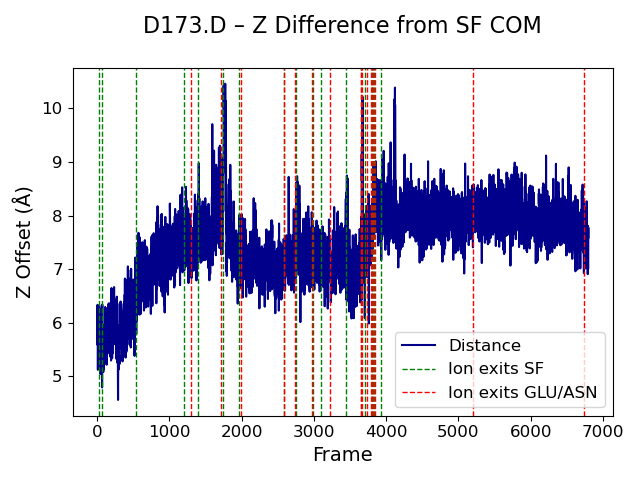 D173.D – Z Difference from SF COM
Z Offset (Å)
10
9
8
7
6
5
Distance
Ion exits SF
Ion exits GLU/ASN
0 1000 2000 3000 4000 5000 6000 7000
Frame